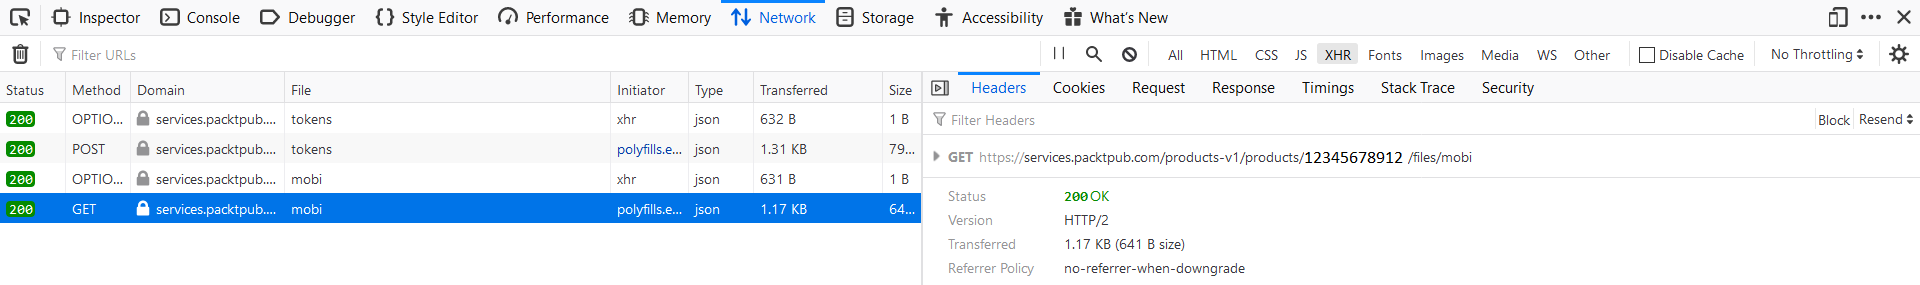 Inspector Console Debugger Style Editor Performance Memory Network Storage Accessibility What's New
Filter URLs All HTML CSS JS XHR Fonts Images Media WS Other Disable Cache No Throttling
Status Method Domain File Initiator Type Transferred Size
200 OPTIO... services.packtpub.... tokens xhr json 632 B 1 B
200 POST services.packtpub.... tokens polyfills.e... json 1.31 KB 79...
200 OPTIO... services.packtpub.... mobi xhr json 631 B 1 B
200 GET services.packtpub.... mobi polyfills.e... json 1.17 KB 64...
Headers Cookies Request Response Timings Stack Trace Security
Filter Headers Block Resend
GET https://services.packtpub.com/products-v1/products/12345678912 /files/mobi
Status 200 OK
Version HTTP/2
Transferred 1.17 KB (641 B size)
Referrer Policy no-referrer-when-downgrade